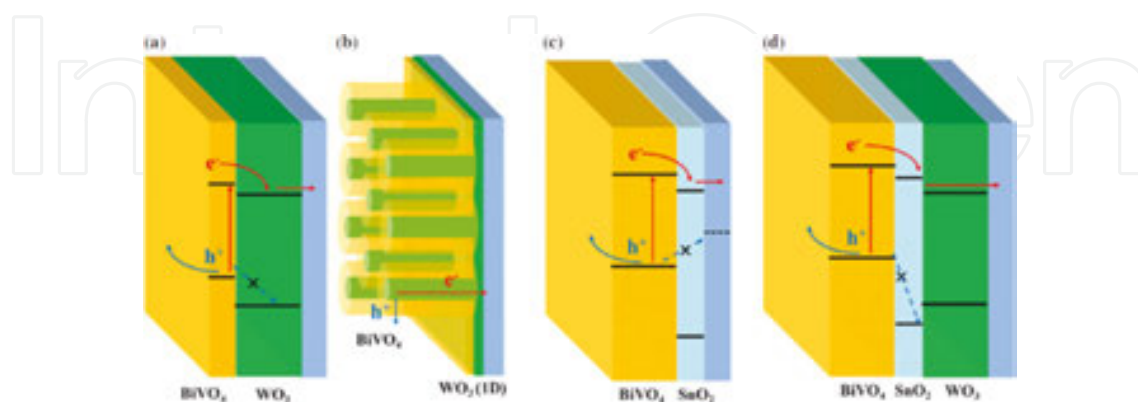 (a)
(b)
(c)
(d)
e⁻
h⁺
BiVO₄
WO₃
e⁻
h⁺
BiVO₄
WO₃ (1D)
e⁻
h⁺
BiVO₄
SnO₂
e⁻
h⁺
BiVO₄
SnO₂
WO₃